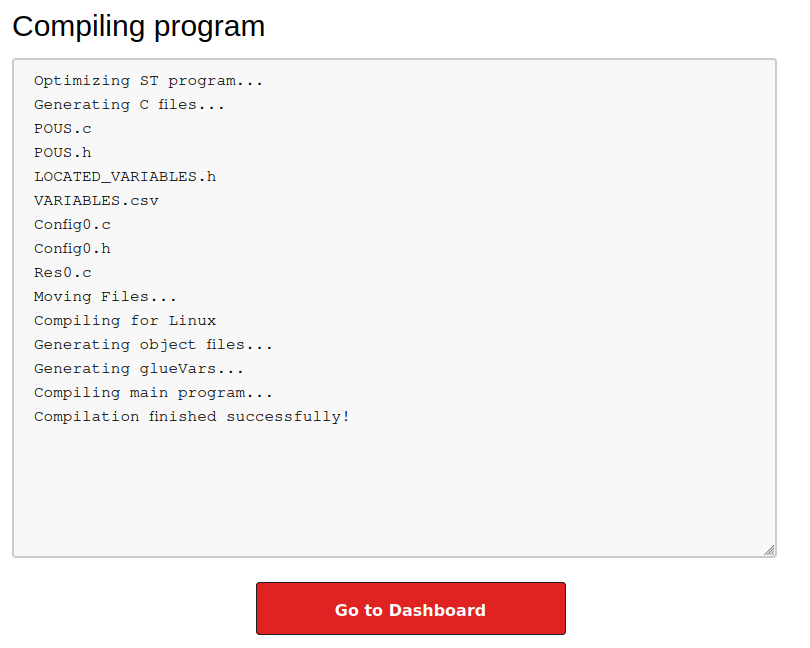 Compiling program
Optimizing ST program...
Generating C files...
POUS.c
POUS.h
LOCATED_VARIABLES.h
VARIABLES.csv
Config0.c
Config0.h
Res0.c
Moving Files...
Compiling for Linux
Generating object files...
Generating glueVars...
Compiling main program...
Compilation finished successfully!
Go to Dashboard